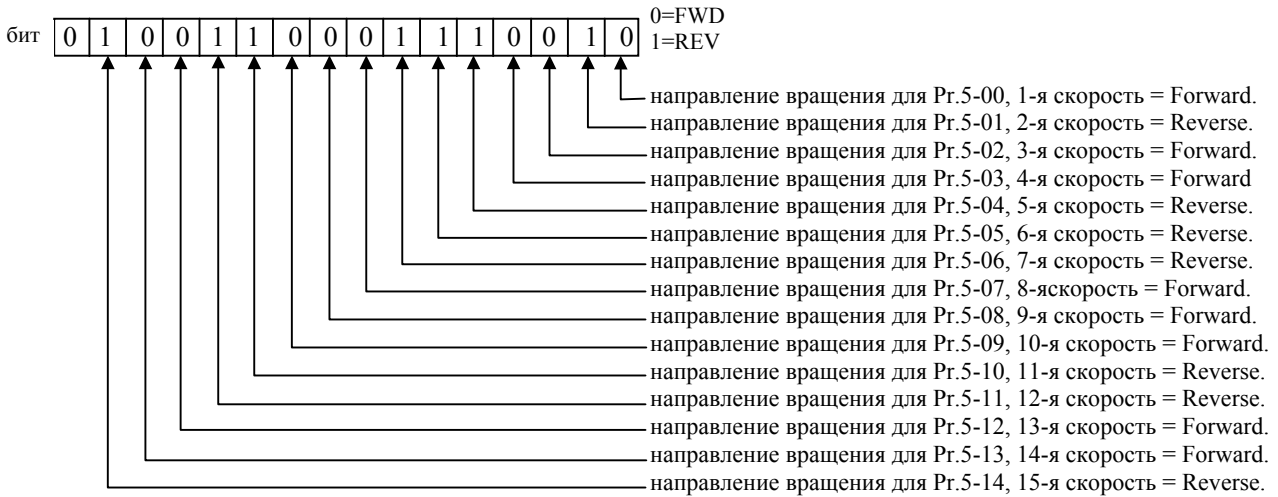 0=FWD
бит 0 1 0 0 1 1 0 0 0 1 1 1 0 0 1 0 1=REV
направление вращения для Pr.5-00, 1-я скорость = Forward.
направление вращения для Pr.5-01, 2-я скорость = Reverse.
направление вращения для Pr.5-02, 3-я скорость = Forward.
направление вращения для Pr.5-03, 4-я скорость = Forward
направление вращения для Pr.5-04, 5-я скорость = Reverse.
направление вращения для Pr.5-05, 6-я скорость = Reverse.
направление вращения для Pr.5-06, 7-я скорость = Reverse.
направление вращения для Pr.5-07, 8-яскорость = Forward.
направление вращения для Pr.5-08, 9-я скорость = Forward.
направление вращения для Pr.5-09, 10-я скорость = Forward.
направление вращения для Pr.5-10, 11-я скорость = Reverse.
направление вращения для Pr.5-11, 12-я скорость = Reverse.
направление вращения для Pr.5-12, 13-я скорость = Forward.
направление вращения для Pr.5-13, 14-я скорость = Forward.
направление вращения для Pr.5-14, 15-я скорость = Reverse.